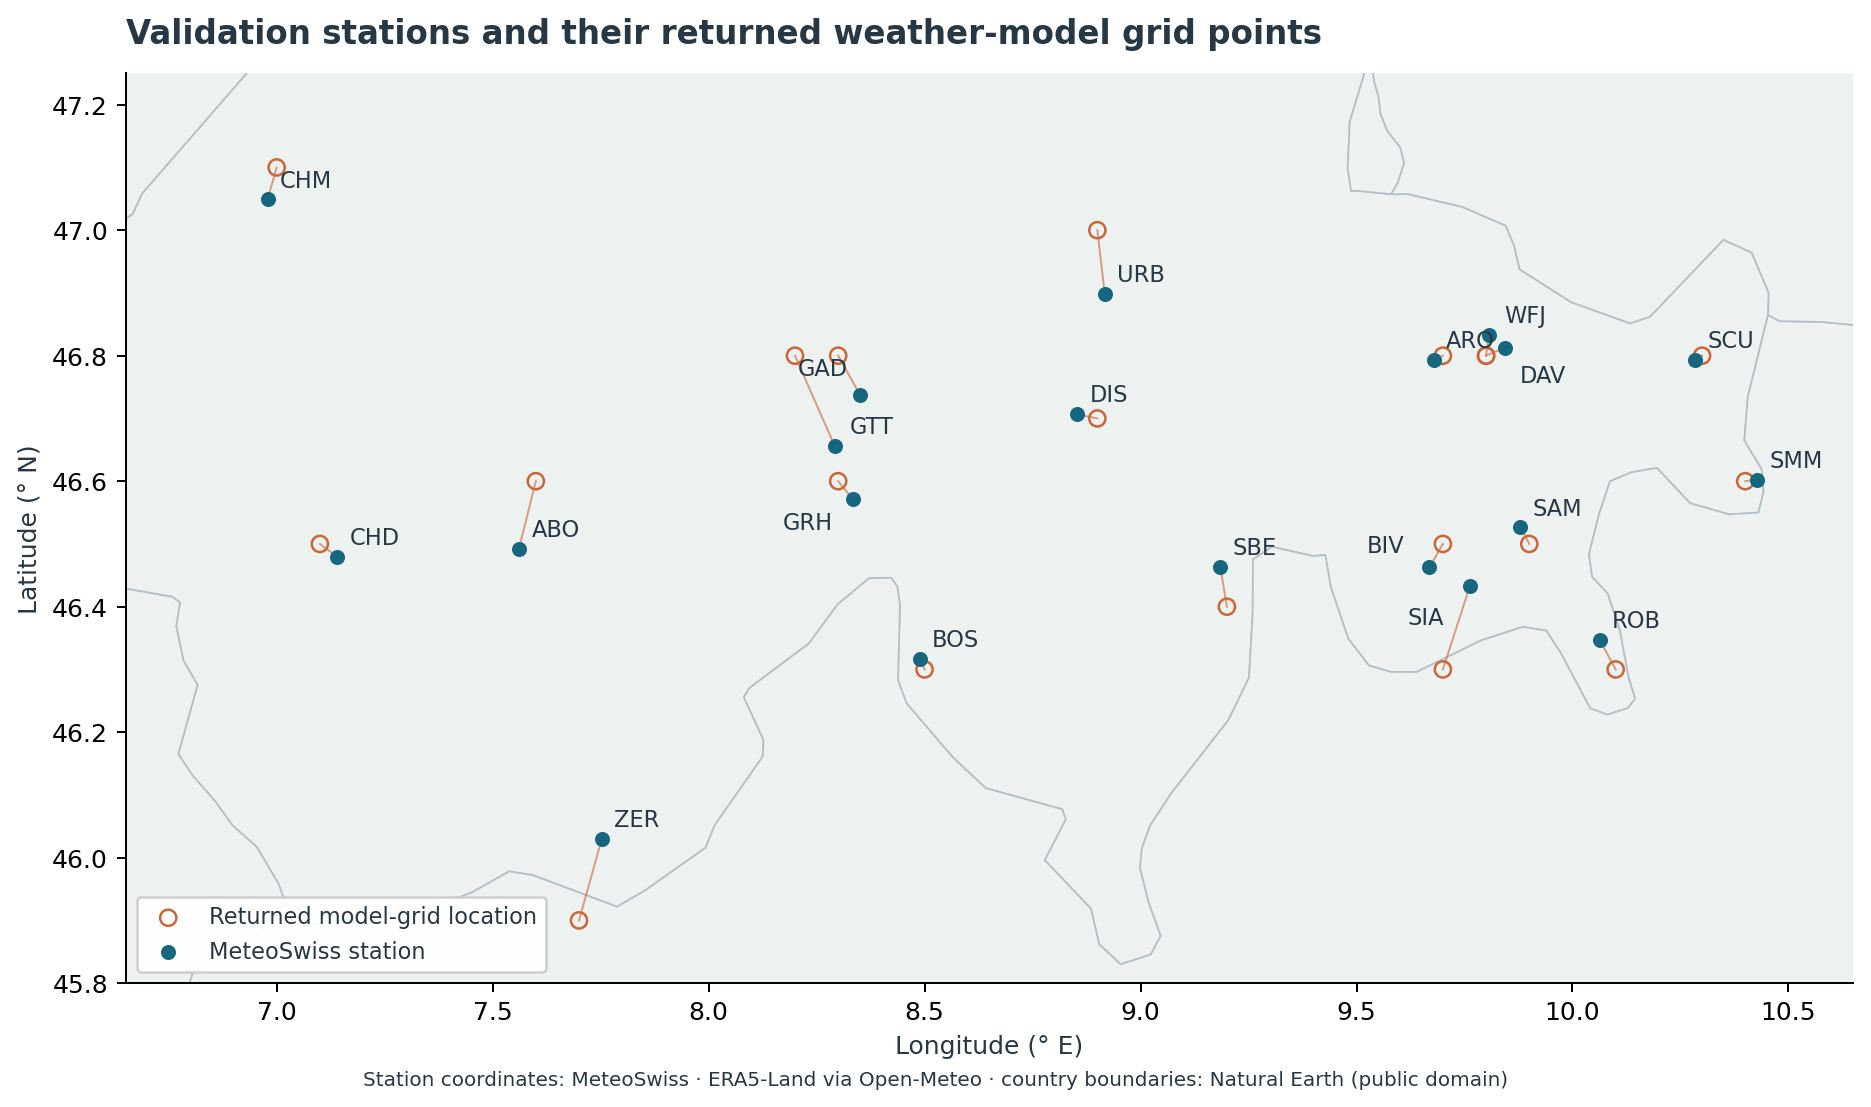 Validation stations and their returned weather-model grid points
47.2
CHM
47.0
URB
WFJ
46.8
ARO
SCU
GAD
DAV
DIS
GTT
SMM
46.6
SAM
GRH
ABO
CHD
BIV
SBE
46.4
SIA
ROB
BOS
46.2
ZER
46.0
Returned model-grid location
MeteoSwiss station
45.8
7.0 7.5 8.0 8.5 9.0 9.5 10.0 10.5
Latitude (° N)
Longitude (° E)
Station coordinates: MeteoSwiss · ERA5-Land via Open-Meteo · country boundaries: Natural Earth (public domain)